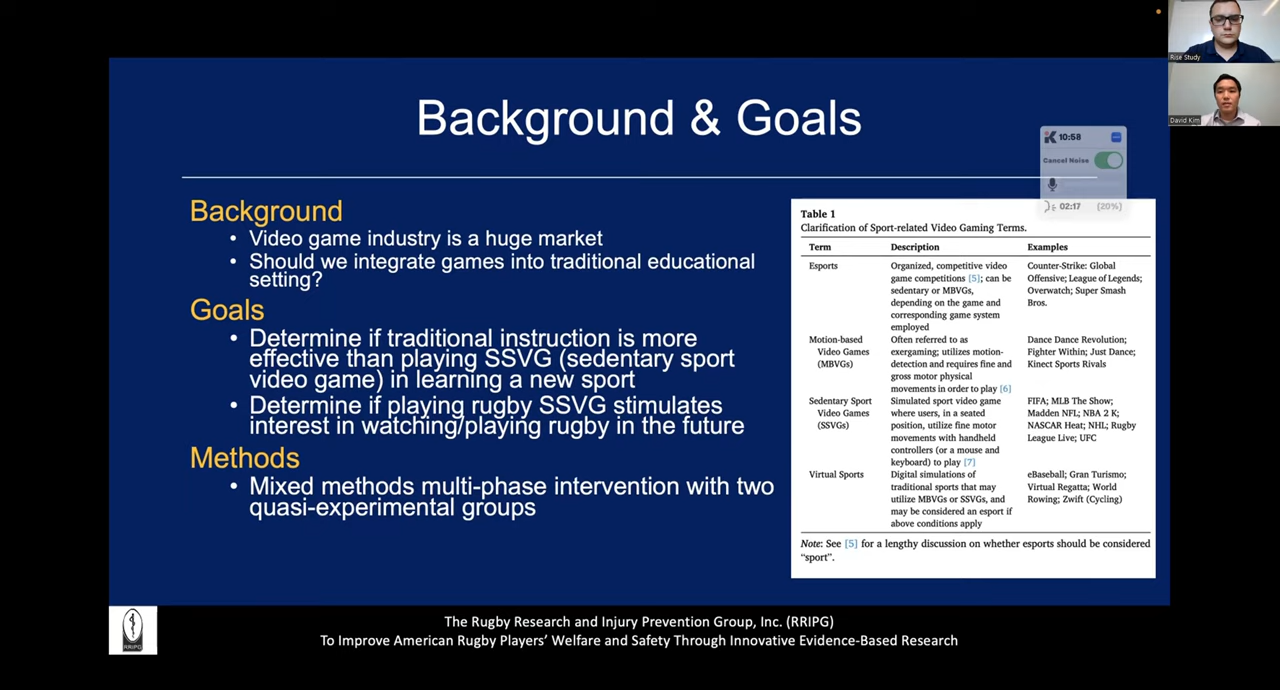 Background & Goals
Background
• Video game industry is a huge market
• Should we integrate games into traditional educational
setting?
Goals
• Determine if traditional instruction is more
effective than playing SSVG (sedentary sport
video game) in learning a new sport
• Determine if playing rugby SSVG stimulates
interest in watching/playing rugby in the future
Methods
• Mixed methods multi-phase intervention with two
quasi-experimental groups
10:58
Cancel Noise
02:17 (20%)
Table 1
Clarification of Sport-related Video Gaming Terms.
Term Description Examples
Esports Organized, competitive video Counter-Strike: Global
game competitions [5]; can be Offensive; League of Legends;
sedentary or MBVGs, Overwatch; Super Smash
depending on the game and Bros.
corresponding game system
employed
Motion-based Often referred to as Dance Dance Revolution;
Video Games exergaming; utilizes motion- Fighter Within; Just Dance;
(MBVGs) detection and requires fine and Kinect Sports Rivals
gross motor physical
movements in order to play [6]
Sedentary Sport Simulated sport video game FIFA; MLB The Show;
Video Games where users, in a seated Madden NFL; NBA 2 K;
(SSVGs) position, utilize fine motor NASCAR Heat; NHL; Rugby
movements with handheld League Live; UFC
controllers (or a mouse and
keyboard) to play [7]
Virtual Sports Digital simulations of eBaseball; Gran Turismo;
traditional sports that may Virtual Regatta; World
utilize MBVGs or SSVGs, and Rowing; Zwift (Cycling)
may be considered an esport if
above conditions apply
Note: See [5] for a lengthy discussion on whether esports should be considered
“sport”.
Rise Study
David Kim
RRIPG
The Rugby Research and Injury Prevention Group, Inc. (RRIPG)
To Improve American Rugby Players’ Welfare and Safety Through Innovative Evidence-Based Research